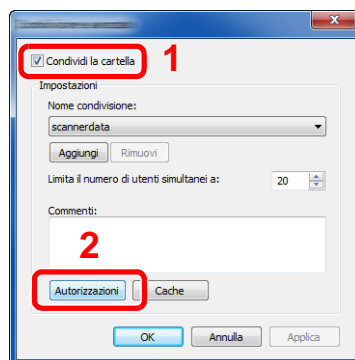 Condividi la cartella
1
Impostazioni
Nome condivisione:
scannerdata
Aggiungi Rimuovi
Limita il numero di utenti simultanei a: 20
Commenti:
2
Autorizzazioni Cache
OK Annulla Applica